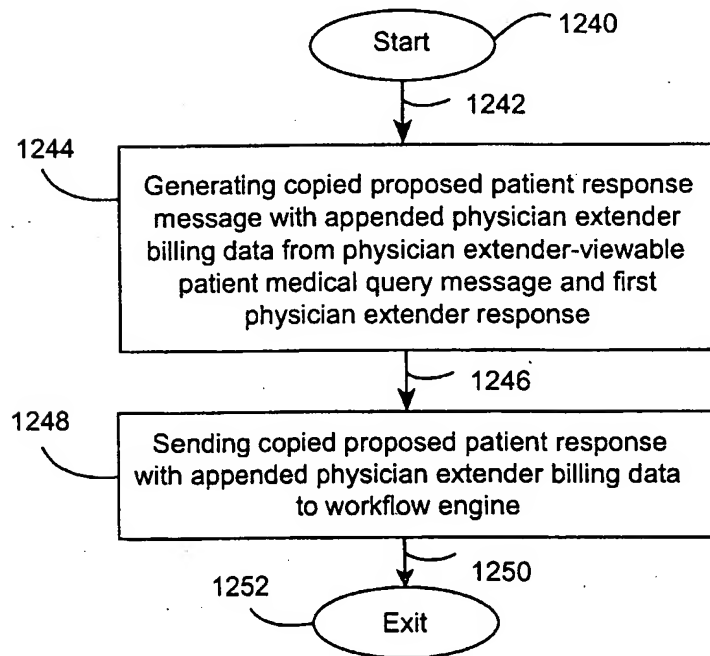 Start
1240
1242
1244
Generating copied proposed patient response
message with appended physician extender
billing data from physician extender-viewable
patient medical query message and first
physician extender response
1246
1248
Sending copied proposed patient response
with appended physician extender billing data
to workflow engine
1250
1252
Exit